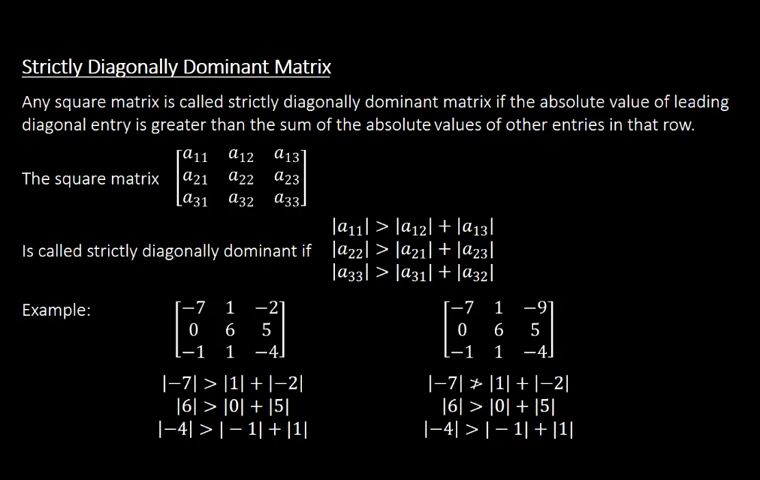 Strictly Diagonally Dominant Matrix
Any square matrix is called strictly diagonally dominant matrix if the absolute value of leading
diagonal entry is greater than the sum of the absolute values of other entries in that row.
The square matrix [a₁₁ a₁₂ a₁₃
a₂₁ a₂₂ a₂₃
a₃₁ a₃₂ a₃₃]
Is called strictly diagonally dominant if |a₁₁| > |a₁₂| + |a₁₃|
|a₂₂| > |a₂₁| + |a₂₃|
|a₃₃| > |a₃₁| + |a₃₂|
Example: [−7 1 −2
0 6 5
−1 1 −4]
|−7| > |1| + |−2|
|6| > |0| + |5|
|−4| > | − 1| + |1|
[−7 1 −9
0 6 5
−1 1 −4]
|−7| ≯ |1| + |−2|
|6| > |0| + |5|
|−4| > | − 1| + |1|